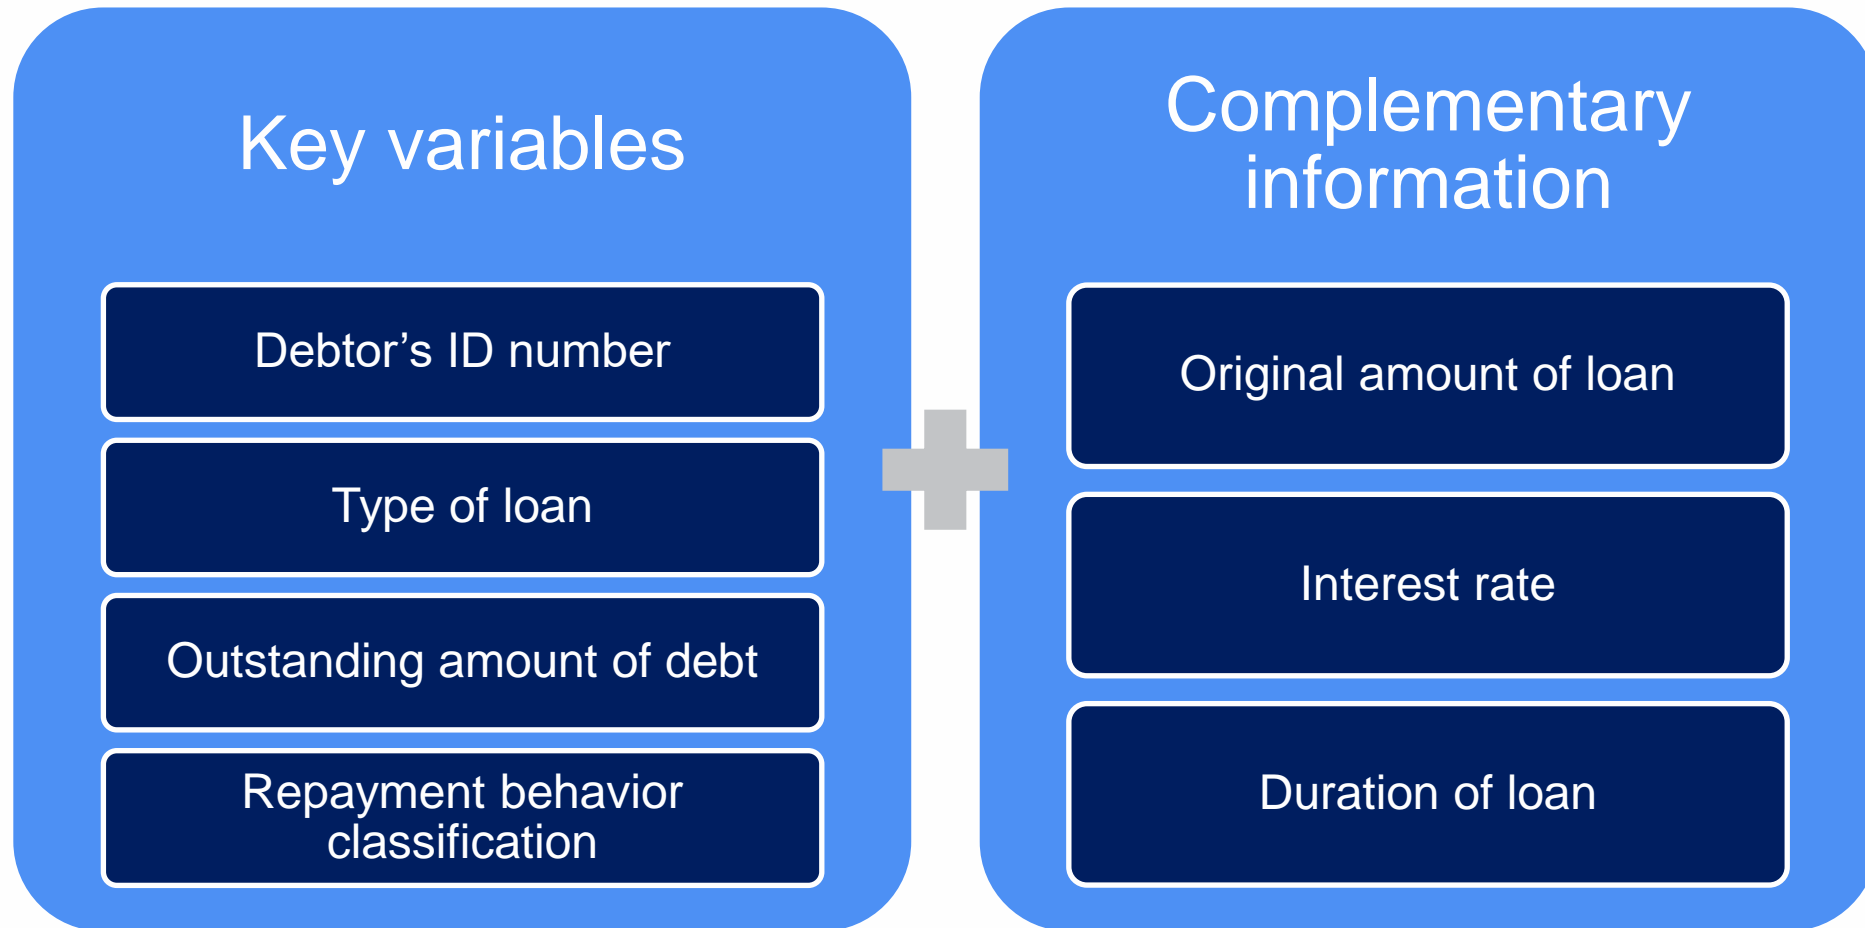 Key variables
Debtor’s ID number
Type of loan
Outstanding amount of debt
Repayment behavior
classification
Complementary
information
Original amount of loan
Interest rate
Duration of loan